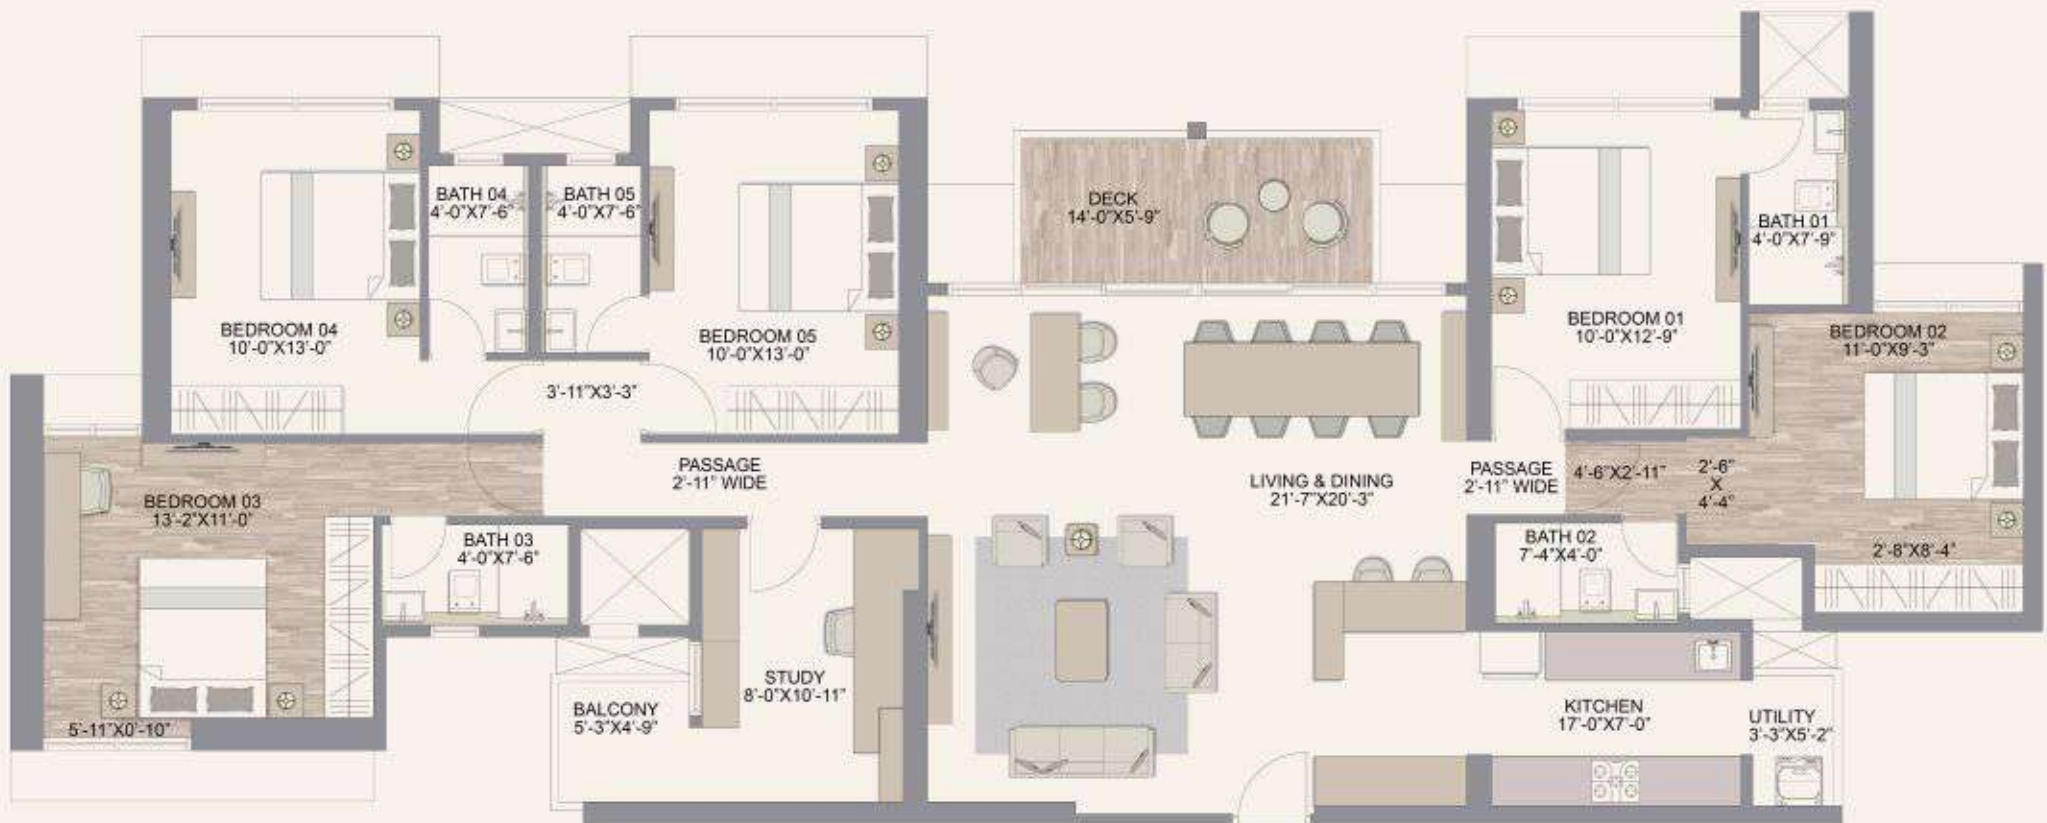 BATH 04
4'-0"X7'-6"
BATH 05
4'-0"X7'-6"
DECK
14'-0"X5'-9"
BATH 01
4'-0"X7'-9"
BEDROOM 04
10'-0"X13'-0"
BEDROOM 05
10'-0"X13'-0"
BEDROOM 01
10'-0"X12'-9"
BEDROOM 02
11'-0"X9'-3"
3'-11"X3'-3"
PASSAGE
2'-11" WIDE
LIVING & DINING
21'-7"X20'-3"
PASSAGE
2'-11" WIDE
4'-6"X2'-11"
2'-6"
X
4'-4"
BEDROOM 03
13'-2"X11'-0"
BATH 03
4'-0"X7'-6"
BATH 02
7'-4"X4'-0"
2'-8"X8'-4"
STUDY
8'-0"X10'-11"
BALCONY
5'-3"X4'-9"
KITCHEN
17'-0"X7'-0"
UTILITY
3'-3"X5'-2"
5'-11"X0'-10"